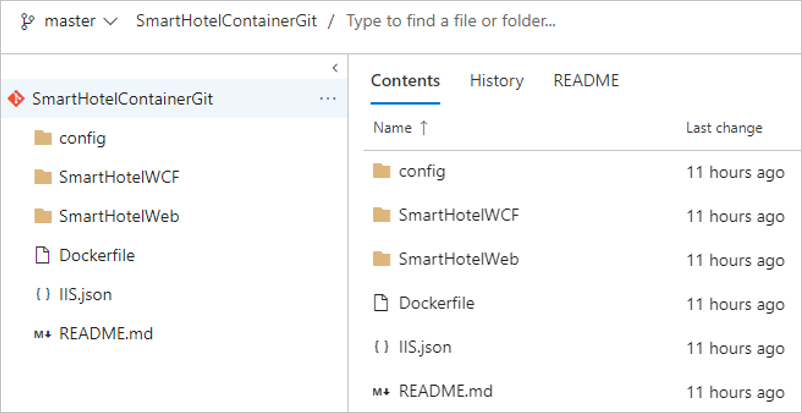 master SmartHotelContainerGit / Type to find a file or folder...
SmartHotelContainerGit ...
config
SmartHotelWCF
SmartHotelWeb
Dockerfile
{ } IIS.json
M↓ README.md
Contents History README
Name ↑ Last change
config 11 hours ago
SmartHotelWCF 11 hours ago
SmartHotelWeb 11 hours ago
Dockerfile 11 hours ago
{ } IIS.json 11 hours ago
M↓ README.md 11 hours ago